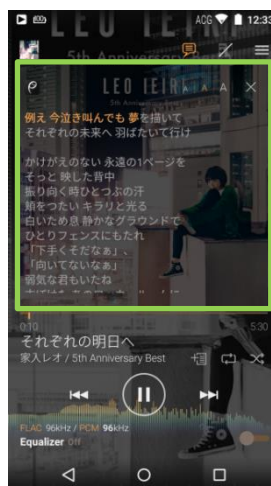 ACG 12:33
LEO IEIRI
5th Anniversary
LEO IEIRI
5th Anniversary
A A A
例え 今泣き叫んでも 夢を描いて
それぞれの未来へ 羽ばたいて行け
かけがえのない 永遠の1ページを
そっと 映した背中
振り向く時ひとつぶの汗
頬をつたい キラリと光る
白いため息 静かなグラウンドで
ひとりフェンスにもたれ
「下手くそだなぁ」、
「向いてないなぁ」
弱気な君もいたね
0:10 5:30
それぞれの明日へ
家入レオ / 5th Anniversary Best
FLAC 96kHz / PCM 96kHz
Equalizer Off